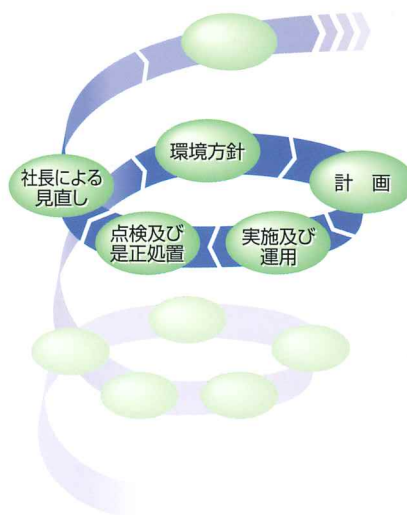 環境方針
計　画
実施及び
運用
点検及び
是正処置
社長による
見直し